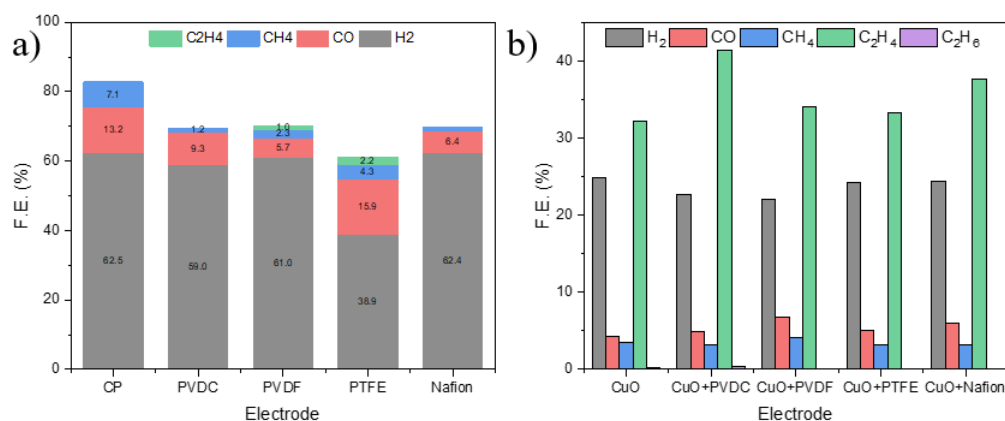 a)
C2H4 CH4 CO H2
F.E. (%)
100
80
60
40
20
0
7.1
13.2
62.5
1.2
9.3
59.0
1.0
2.3
5.7
61.0
2.2
4.3
15.9
38.9
6.4
62.4
CP PVDC PVDF PTFE Nafion
Electrode
b)
H₂ CO CH₄ C₂H₄ C₂H₆
F.E. (%)
40
30
20
10
0
CuO CuO+PVDC CuO+PVDF CuO+PTFE CuO+Nafion
Electrode